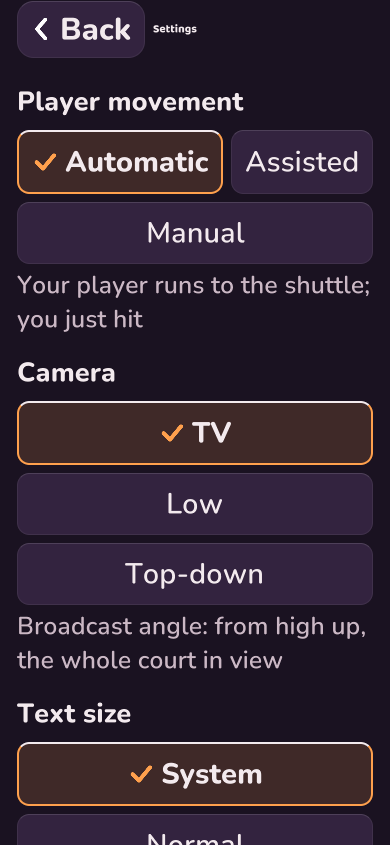 Back Settings
Player movement
Automatic Assisted
Manual
Your player runs to the shuttle;
you just hit
Camera
TV
Low
Top-down
Broadcast angle: from high up,
the whole court in view
Text size
System
Normal